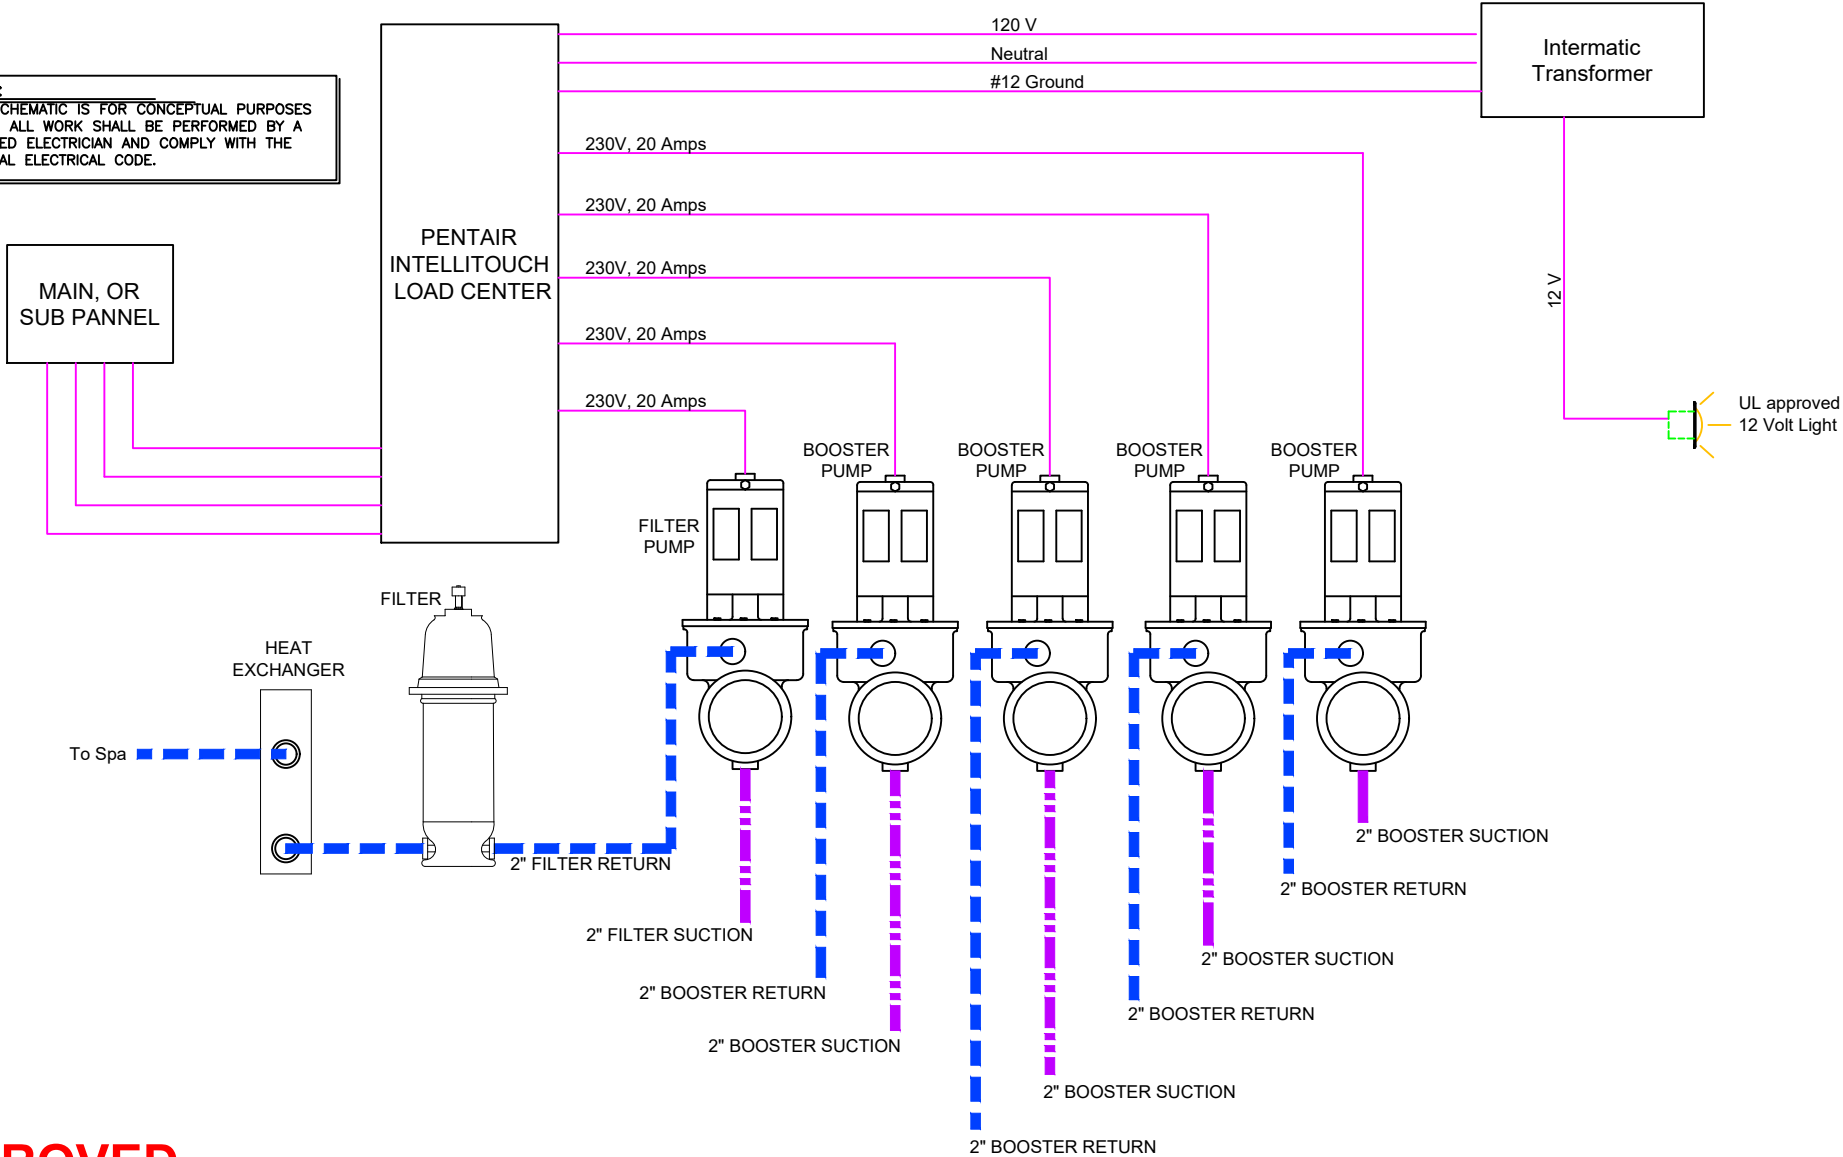 CHEMATIC IS FOR CONCEPTUAL PURPOSES
ALL WORK SHALL BE PERFORMED BY A
ED ELECTRICIAN AND COMPLY WITH THE
AL ELECTRICAL CODE.
120 V
Neutral
#12 Ground
Intermatic
Transformer
230V, 20 Amps
230V, 20 Amps
230V, 20 Amps
230V, 20 Amps
230V, 20 Amps
PENTAIR
INTELLITOUCH
LOAD CENTER
MAIN, OR
SUB PANNEL
12 V
UL approved
12 Volt Light
BOOSTER
PUMP
BOOSTER
PUMP
BOOSTER
PUMP
BOOSTER
PUMP
FILTER
PUMP
FILTER
HEAT
EXCHANGER
To Spa
2" FILTER RETURN
2" FILTER SUCTION
2" BOOSTER RETURN
2" BOOSTER SUCTION
2" BOOSTER RETURN
2" BOOSTER SUCTION
2" BOOSTER RETURN
2" BOOSTER SUCTION
2" BOOSTER RETURN
2" BOOSTER SUCTION
ROVED